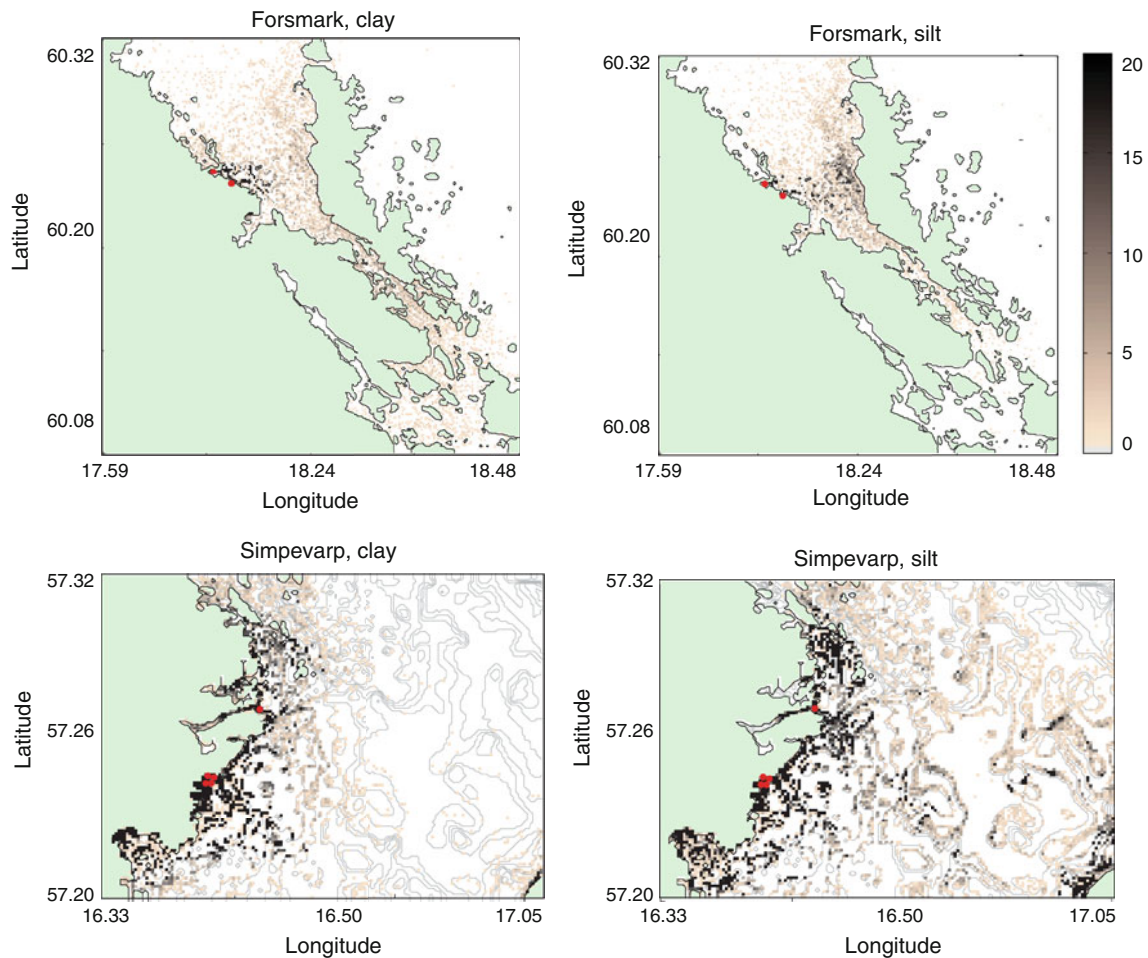 Forsmark, clay
60.32
60.20
60.08
Latitude
17.59 18.24 18.48
Longitude
Forsmark, silt
60.32
60.20
60.08
Latitude
17.59 18.24 18.48
Longitude
20
15
10
5
0
Simpevarp, clay
57.32
57.26
57.20
Latitude
16.33 16.50 17.05
Longitude
Simpevarp, silt
57.32
57.26
57.20
Latitude
16.33 16.50 17.05
Longitude